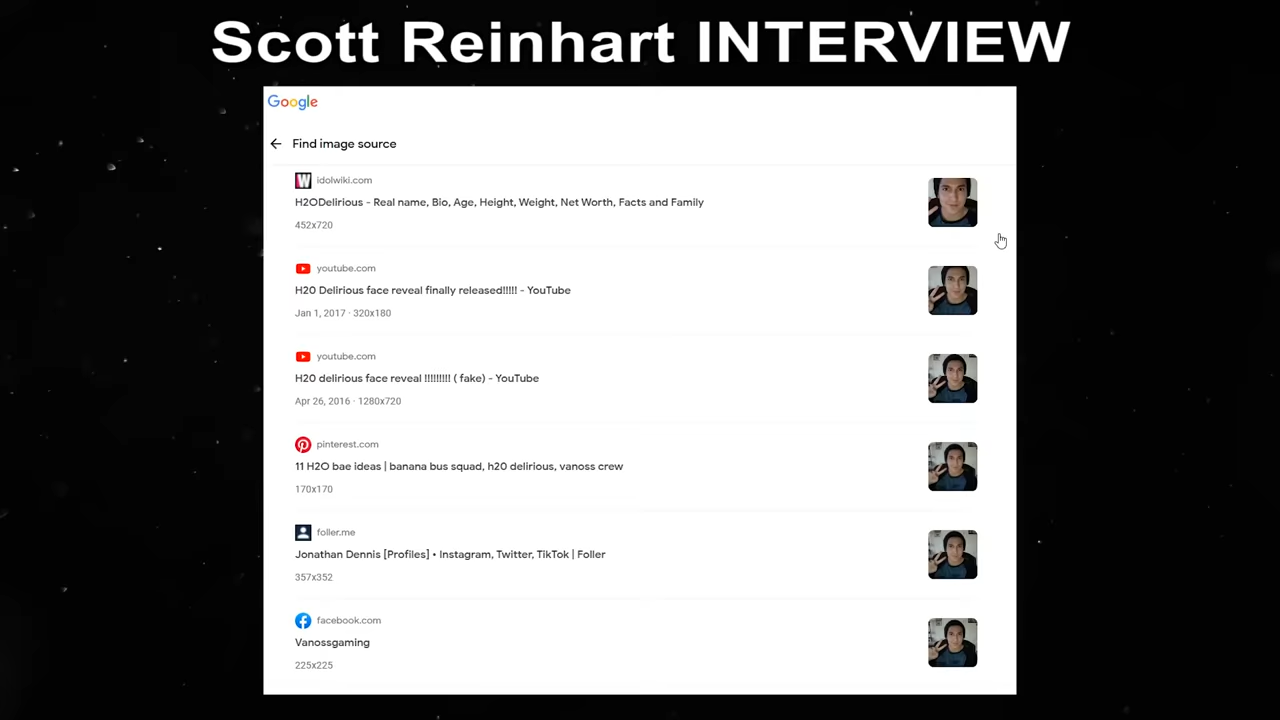 Scott Reinhart INTERVIEW
Google
Find image source
W idolwiki.com
H2ODelirious - Real name, Bio, Age, Height, Weight, Net Worth, Facts and Family
452x720
youtube.com
H20 Delirious face reveal finally released!!!!! - YouTube
Jan 1, 2017 · 320x180
youtube.com
H20 delirious face reveal !!!!!!!!! ( fake) - YouTube
Apr 26, 2016 · 1280x720
pinterest.com
11 H2O bae ideas | banana bus squad, h20 delirious, vanoss crew
170x170
foller.me
Jonathan Dennis [Profiles] • Instagram, Twitter, TikTok | Foller
357x352
facebook.com
Vanossgaming
225x225